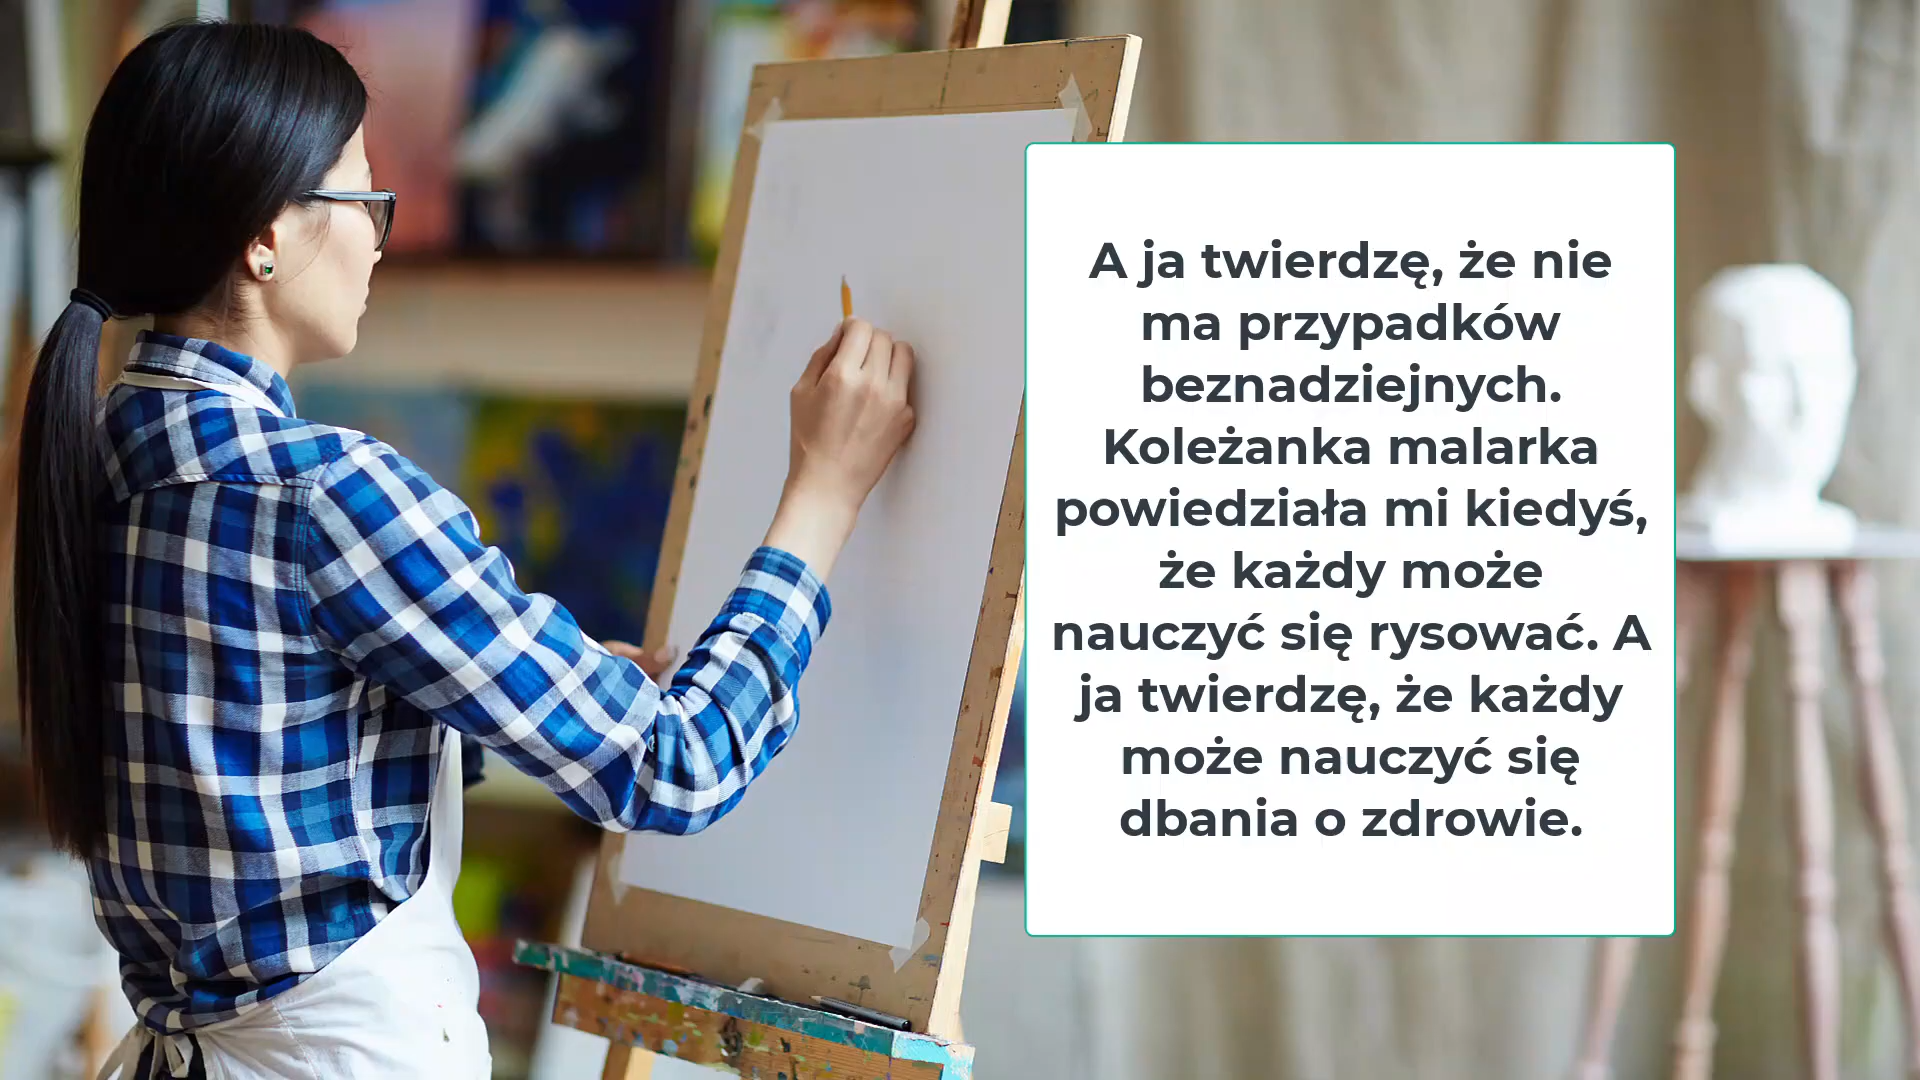 A ja twierdzę, że nie
ma przypadków
beznadziejnych.
Koleżanka malarka
powiedziała mi kiedyś,
że każdy może
nauczyć się rysować. A
ja twierdzę, że każdy
może nauczyć się
dbania o zdrowie.